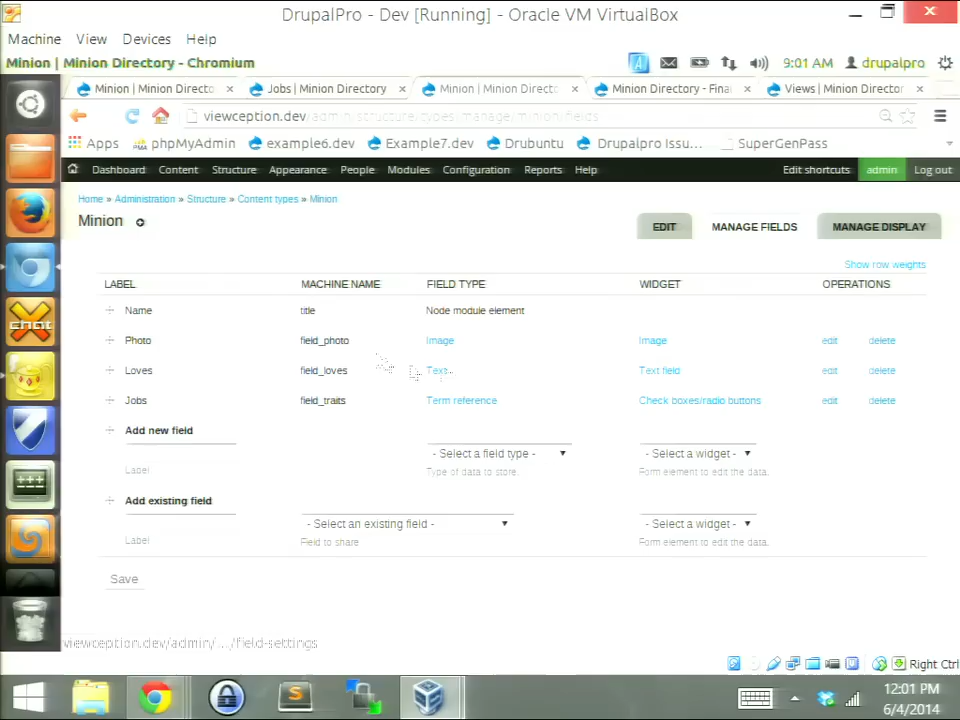 DrupalPro - Dev [Running] - Oracle VM VirtualBox
Machine View Devices Help
Minion | Minion Directory - Chromium
9:01 AM drupalpro
Minion | Minion Directo × Jobs | Minion Directory × Minion | Minion Directo × Minion Directory - Fina × Views | Minion Director ×
viewception.dev/admin/structure/types/manage/minion/fields
Apps phpMyAdmin example6.dev Example7.dev Drubuntu Drupalpro Issu... SuperGenPass
Dashboard Content Structure Appearance People Modules Configuration Reports Help Edit shortcuts admin Log out
Home » Administration » Structure » Content types » Minion
Minion
EDIT MANAGE FIELDS MANAGE DISPLAY
Show row weights
LABEL MACHINE NAME FIELD TYPE WIDGET OPERATIONS
Name title Node module element
Photo field_photo Image Image edit delete
Loves field_loves Text Text field edit delete
Jobs field_traits Term reference Check boxes/radio buttons edit delete
Add new field
- Select a field type - - Select a widget -
Label Type of data to store. Form element to edit the data.
Add existing field
- Select an existing field - - Select a widget -
Label Field to share Form element to edit the data.
Save
viewception.dev/admin/.../field-settings
Right Ctrl
12:01 PM
6/4/2014